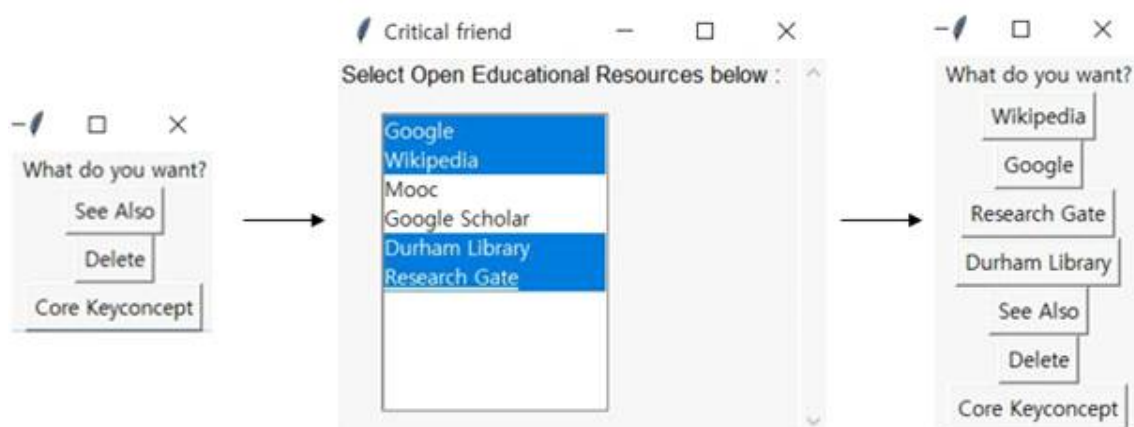 What do you want?
See Also
Delete
Core Keyconcept
Critical friend
Select Open Educational Resources below :
Google
Wikipedia
Mooc
Google Scholar
Durham Library
Research Gate
What do you want?
Wikipedia
Google
Research Gate
Durham Library
See Also
Delete
Core Keyconcept